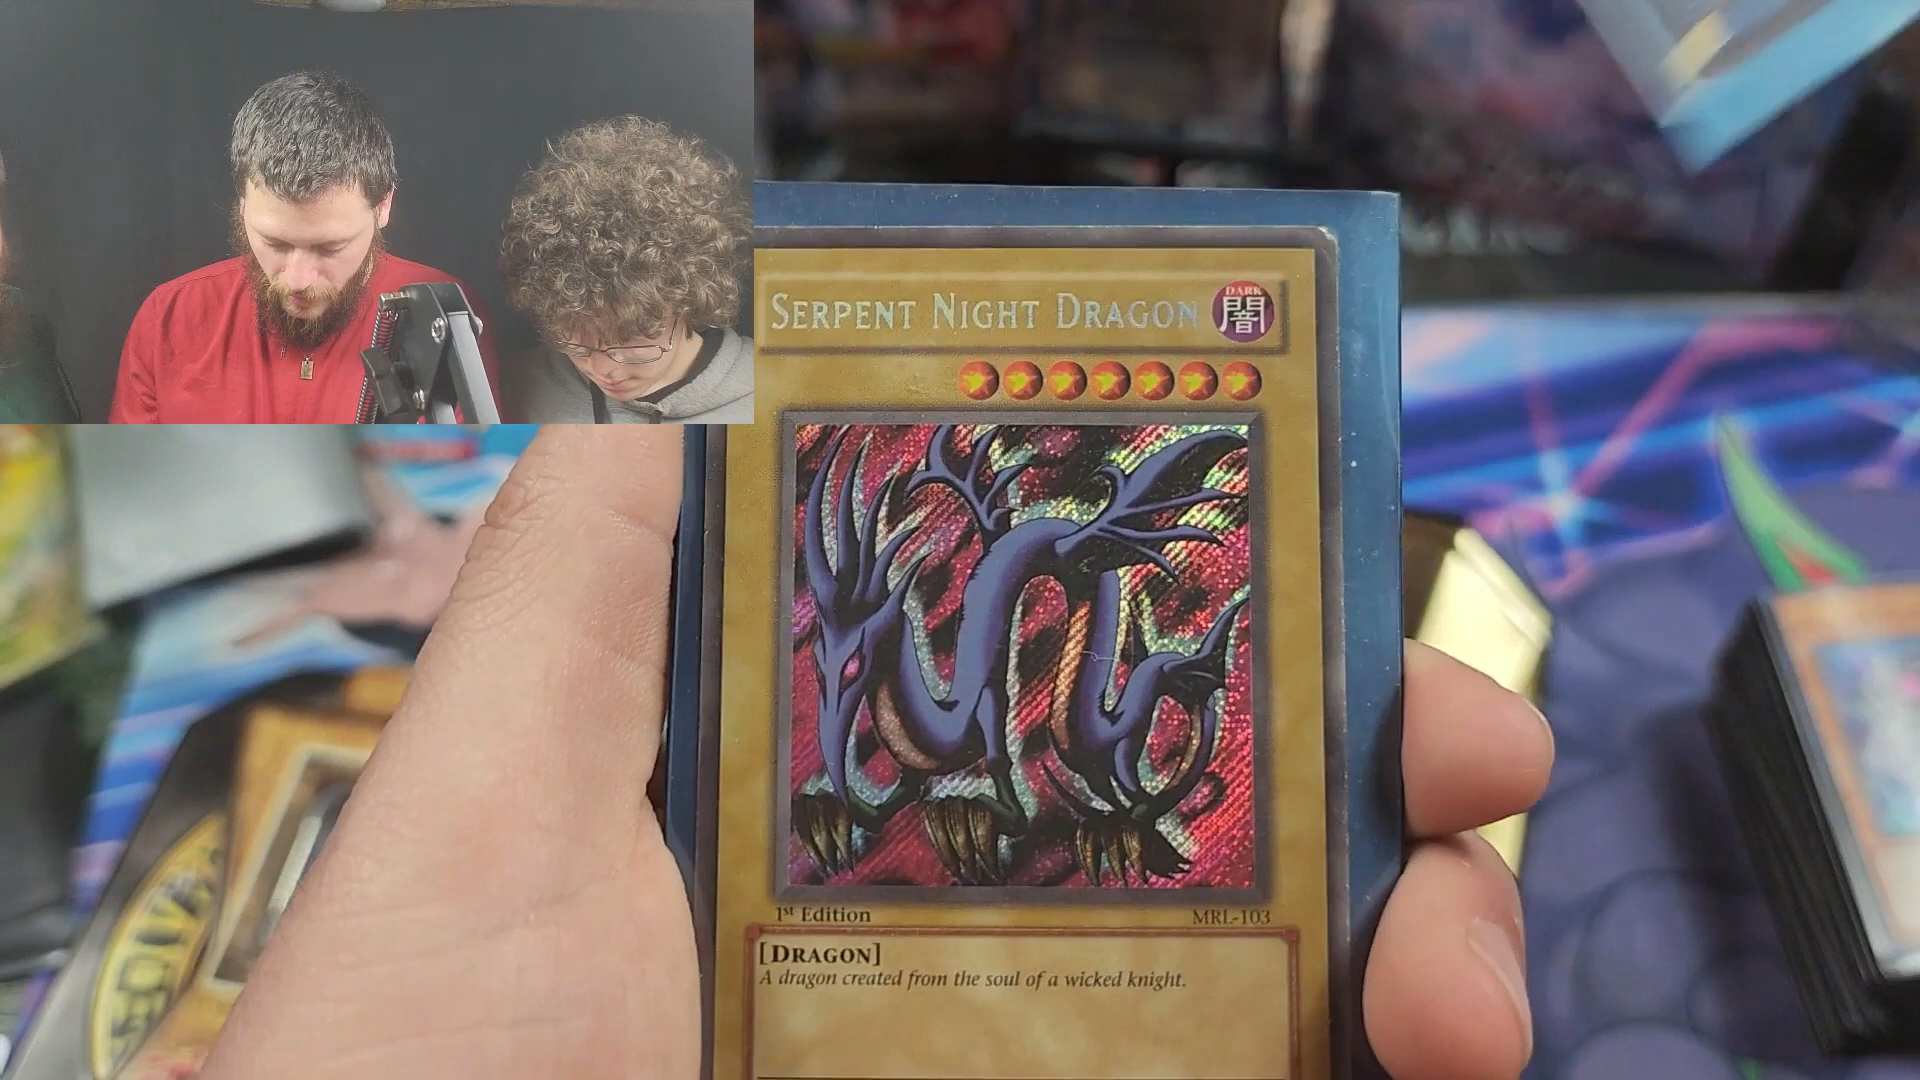 SERPENT NIGHT DRAGON
DARK
闇
1st Edition
MRL-103
[DRAGON]
A dragon created from the soul of a wicked knight.